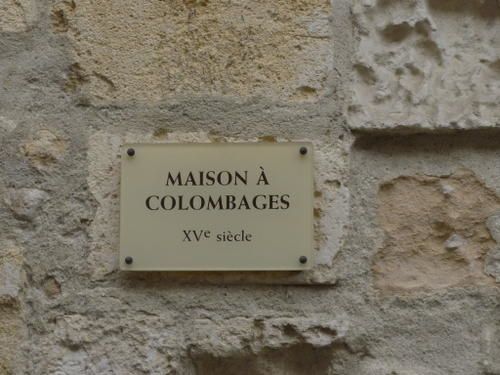 MAISON À
COLOMBAGES
XVe siècle